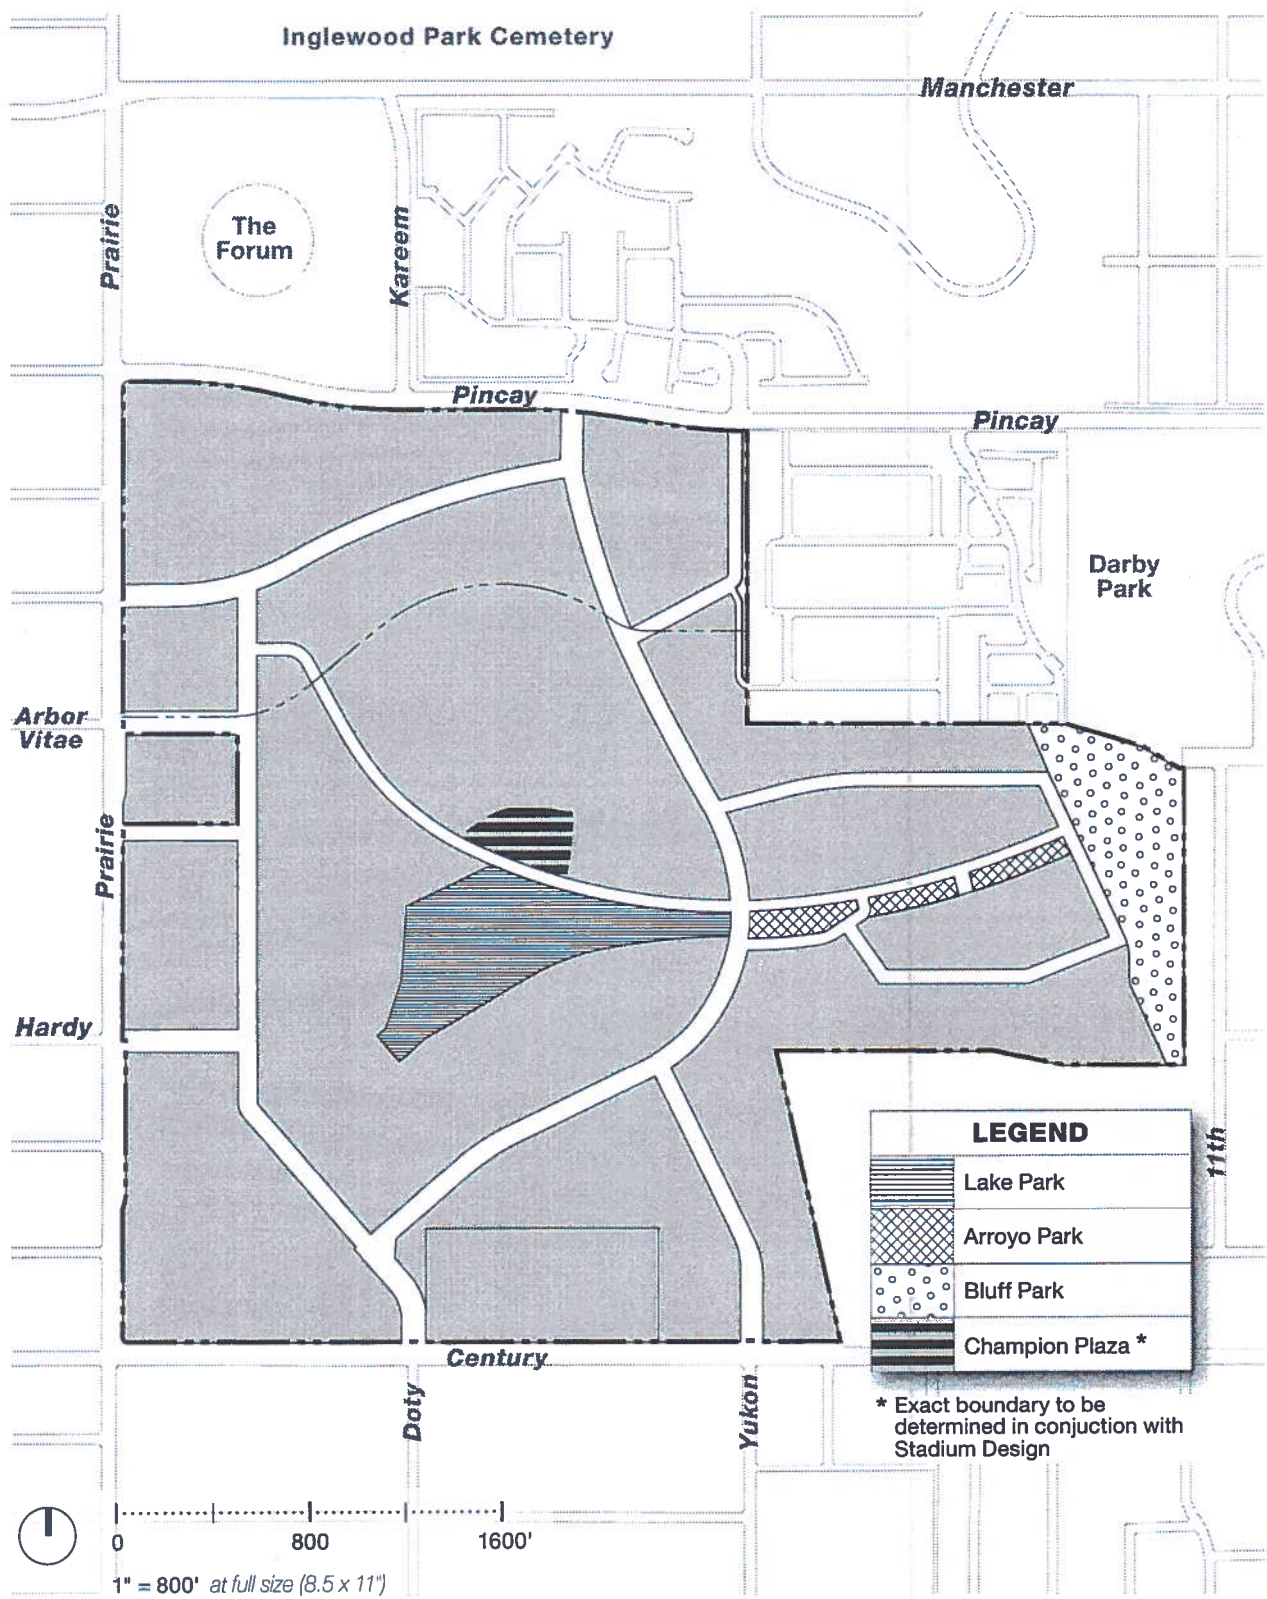 Inglewood Park Cemetery
Manchester
Prairie
The
Forum
Kareem
Pincay
Pincay
Darby
Park
Arbor
Vitae
Prairie
Hardy
LEGEND
Lake Park
Arroyo Park
Bluff Park
Champion Plaza *
11th
Century
* Exact boundary to be
determined in conjuction with
Stadium Design
Doty
Yukon
0 800 1600'
1" = 800' at full size (8.5 x 11")